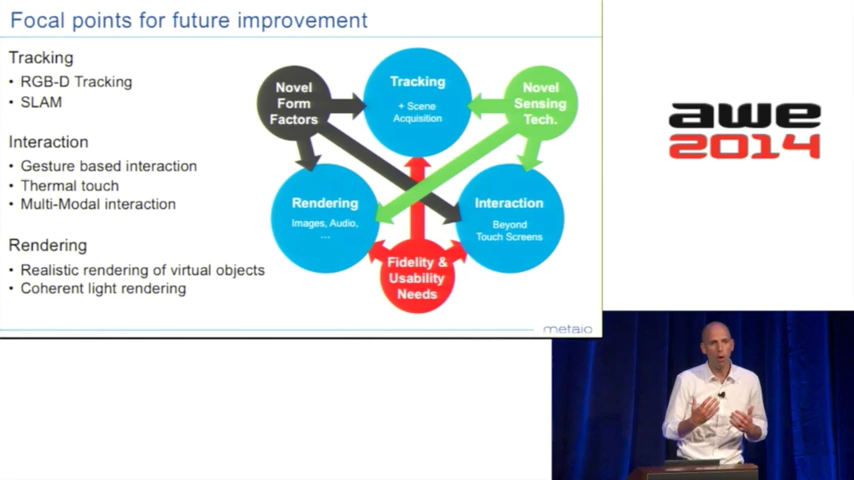 Focal points for future improvement
Tracking
• RGB-D Tracking
• SLAM
Interaction
• Gesture based interaction
• Thermal touch
• Multi-Modal interaction
Rendering
• Realistic rendering of virtual objects
• Coherent light rendering
Novel
Form
Factors
Tracking
+ Scene
Acquisition
Novel
Sensing
Tech.
Rendering
Images, Audio,
...
Interaction
Beyond
Touch Screens
Fidelity &
Usability
Needs
metaio
awe
2014